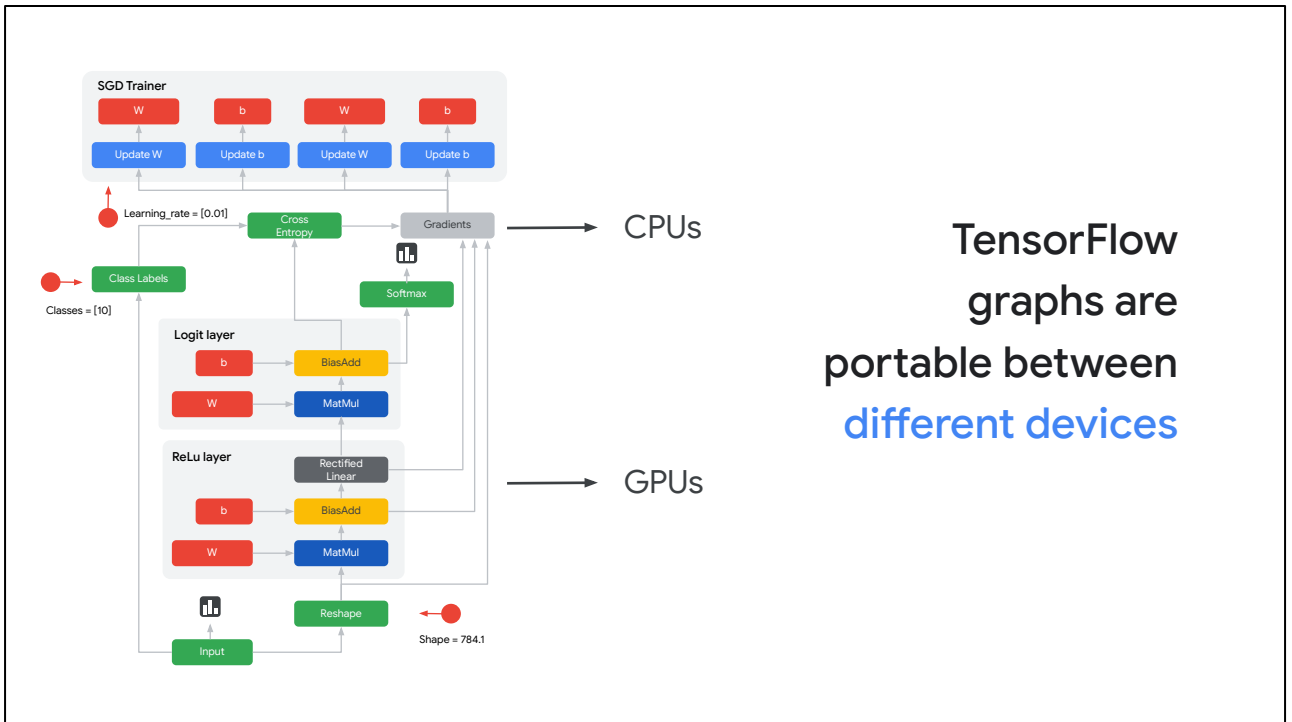 SGD Trainer
W
b
W
b
Update W
Update b
Update W
Update b
Learning_rate = [0.01]
Cross
Entropy
Gradients
CPUs
Class Labels
Classes = [10]
Softmax
Logit layer
b
BiasAdd
W
MatMul
ReLu layer
Rectified
Linear
GPUs
b
BiasAdd
W
MatMul
Reshape
Shape = 784.1
Input
TensorFlow
graphs are
portable between
different devices